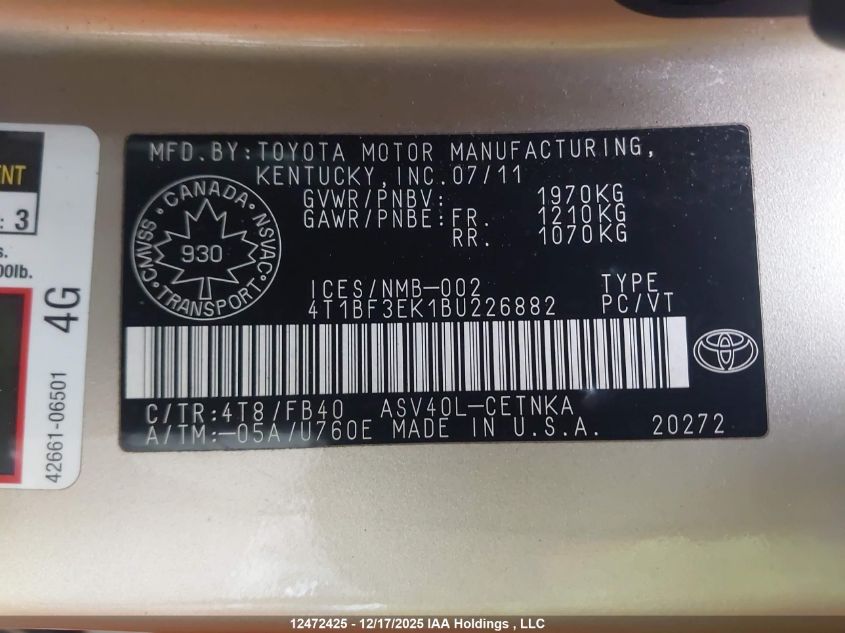 MFD.BY:TOYOTA MOTOR MANUFACTURING,
KENTUCKY,INC.07/11
GVWR/PNBV: 1970KG
GAWR/PNBE:FR. 1210KG
RR. 1070KG
CANADA
CMVSS NSVAC
930
TRANSPORT
ICES/NMB-002 TYPE
4T1BF3EK1BU226882 PC/VT
C/TR:4T8/FB40 ASV40L-CETNKA
A/TM:-05A/U760E MADE IN U.S.A. 20272
ENT
: 3
s.
00lb.
4G
42661-06501
12472425 - 12/17/2025 IAA Holdings , LLC